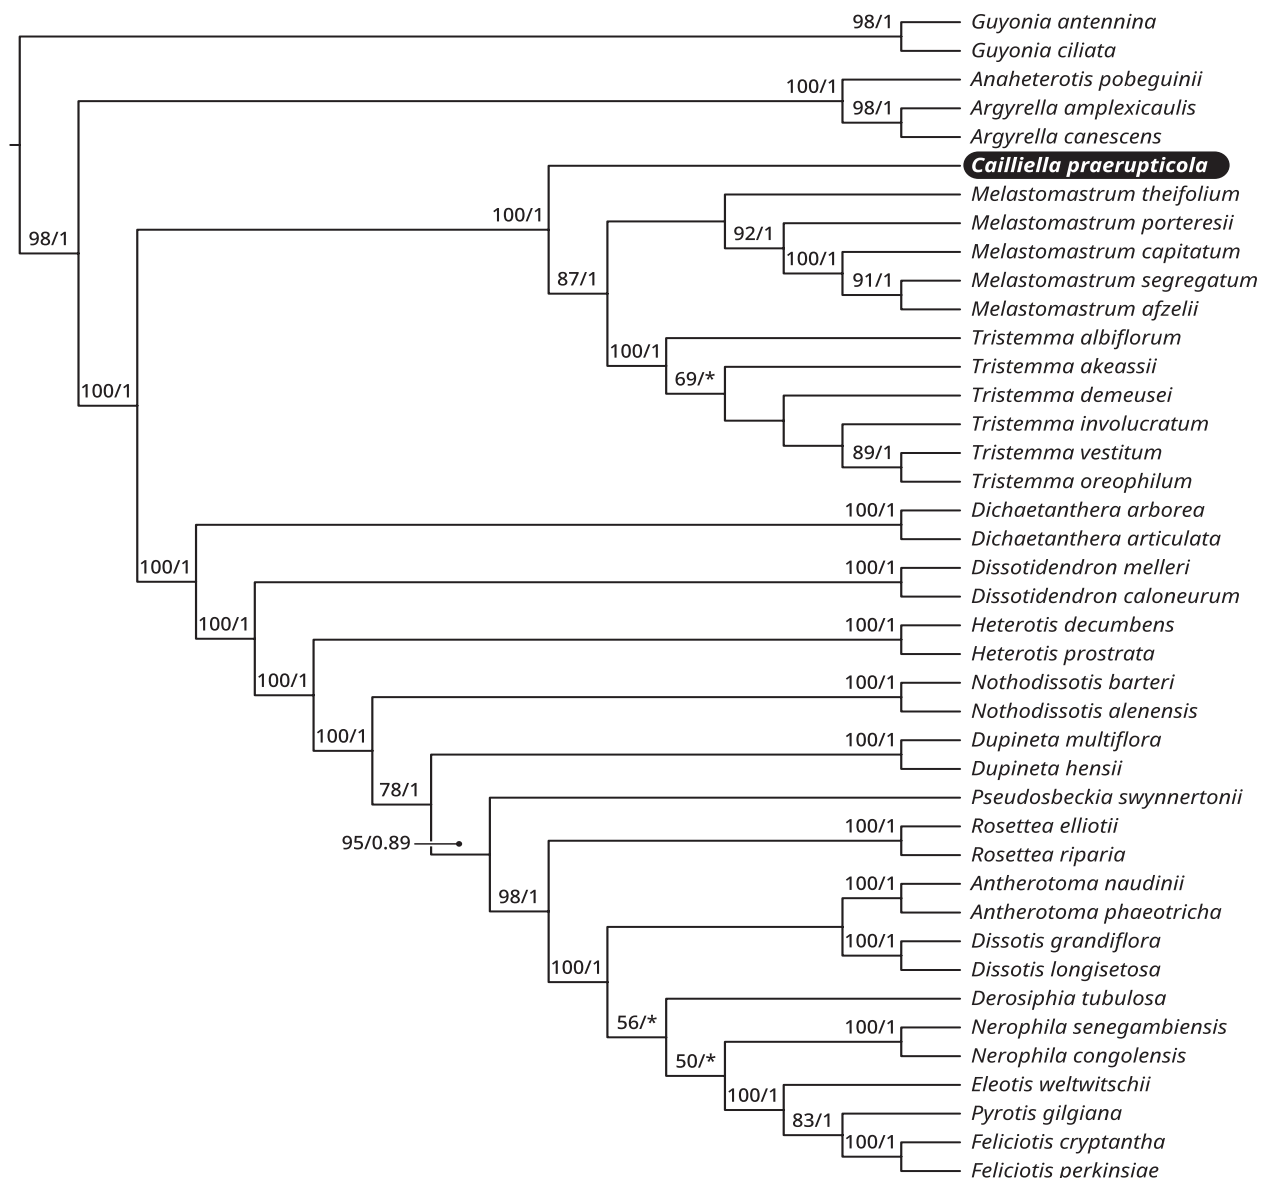 98/1 Guyonia antennina
Guyonia ciliata
Anaheterotis pobeguinii
100/1
98/1 Argyrella amplexicaulis
Argyrella canescens
Cailliella praerupticola
Melastomastrum theifolium
100/1
Melastomastrum porteresii
92/1
98/1
Melastomastrum capitatum
100/1
87/1
91/1 Melastomastrum segregatum
Melastomastrum afzelii
Tristemma albiflorum
100/1
Tristemma akeassii
69/*
100/1
Tristemma demeusei
Tristemma involucratum
89/1 Tristemma vestitum
Tristemma oreophilum
100/1 Dichaetanthera arborea
Dichaetanthera articulata
100/1
100/1 Dissotidendron melleri
Dissotidendron caloneurum
100/1
100/1 Heterotis decumbens
Heterotis prostrata
100/1
100/1 Nothodissotis barteri
Nothodissotis alenensis
100/1
100/1 Dupineta multiflora
Dupineta hensii
78/1
Pseudosbeckia swynnertonii
100/1 Rosettea elliotii
95/0.89
Rosettea riparia
100/1 Antherotoma naudinii
98/1
Antherotoma phaeotricha
100/1 Dissotis grandiflora
Dissotis longisetosa
100/1
Derosiphia tubulosa
56/*
100/1 Nerophila senegambiensis
Nerophila congolensis
50/*
Eleotis weltwitschii
100/1
Pyrotis gilgiana
83/1
100/1 Feliciotis cryptantha
Feliciotis perkinsiae